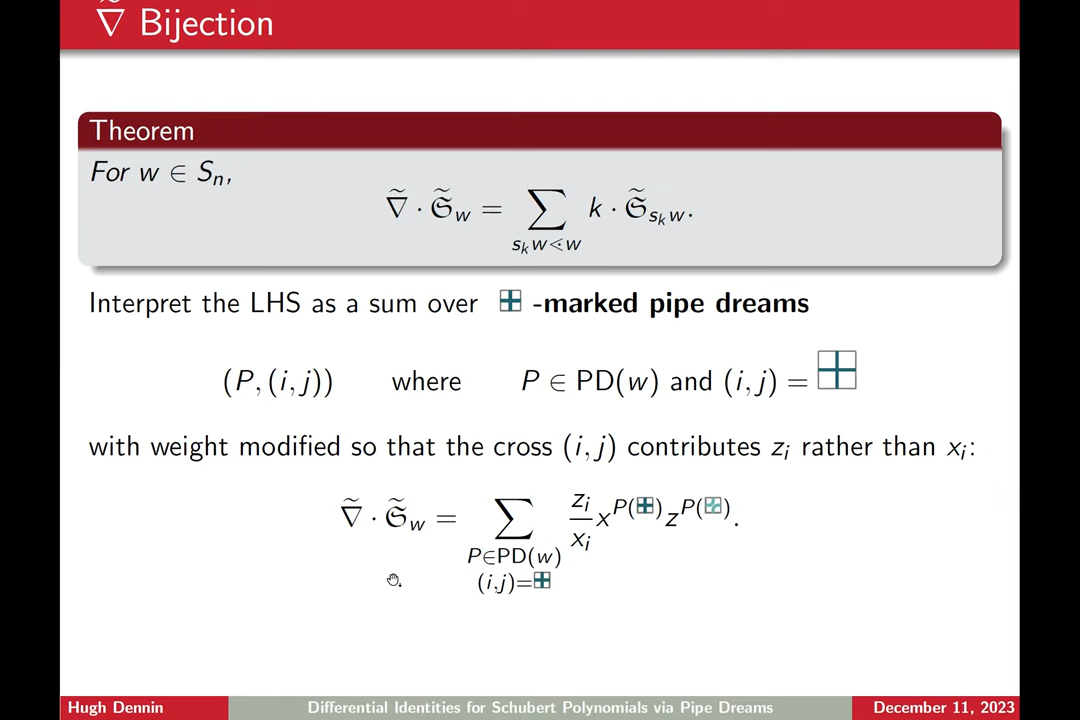 ∇̃ Bijection
Theorem
For w ∈ S_n,
∇̃ · 𝔖̃_w = ∑_{s_k w ⋖ w} k · 𝔖̃_{s_k w}.
Interpret the LHS as a sum over ⊞ -marked pipe dreams
(P, (i, j)) where P ∈ PD(w) and (i, j) = ⊞
with weight modified so that the cross (i, j) contributes z_i rather than x_i:
∇̃ · 𝔖̃_w = ∑_{P∈PD(w) (i,j)=⊞} z_i/x_i x^{P(⊞)} z^{P(⮻)}.
Hugh Dennin Differential Identities for Schubert Polynomials via Pipe Dreams December 11, 2023